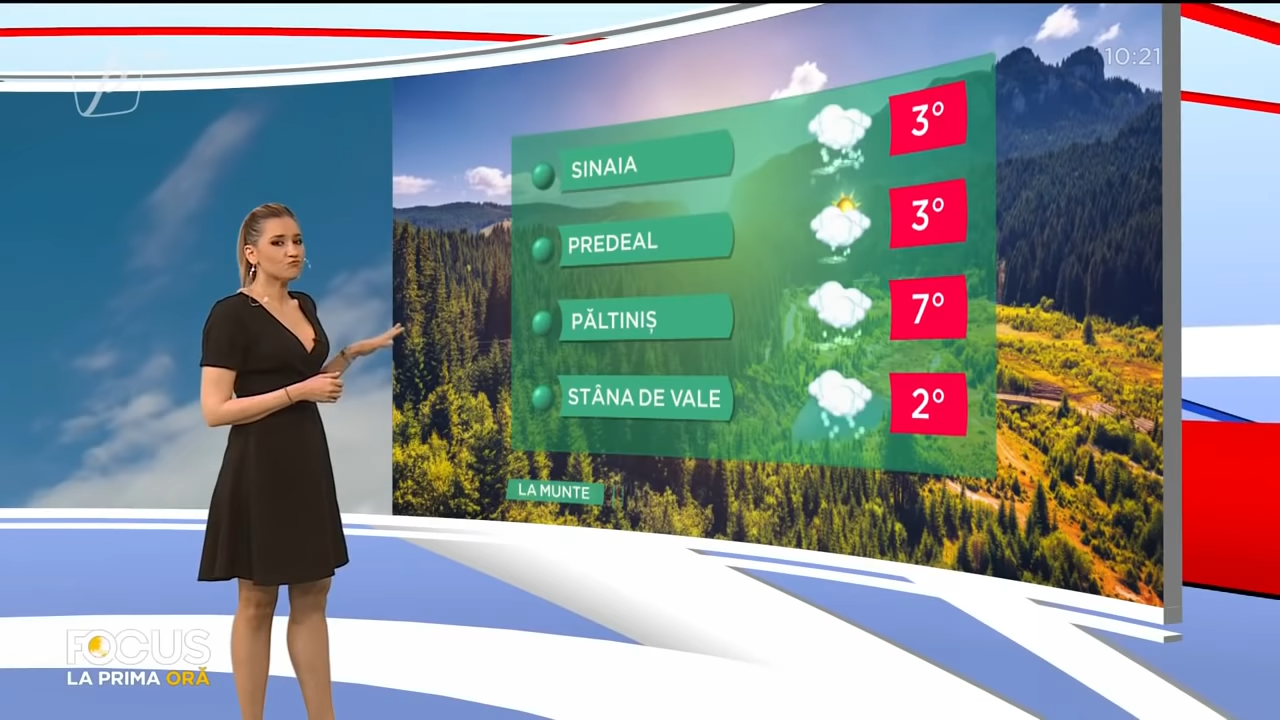 10:21
SINAIA 3°
PREDEAL 3°
PĂLTINIȘ 7°
STÂNA DE VALE 2°
LA MUNTE
FOCUS
LA PRIMA ORĂ